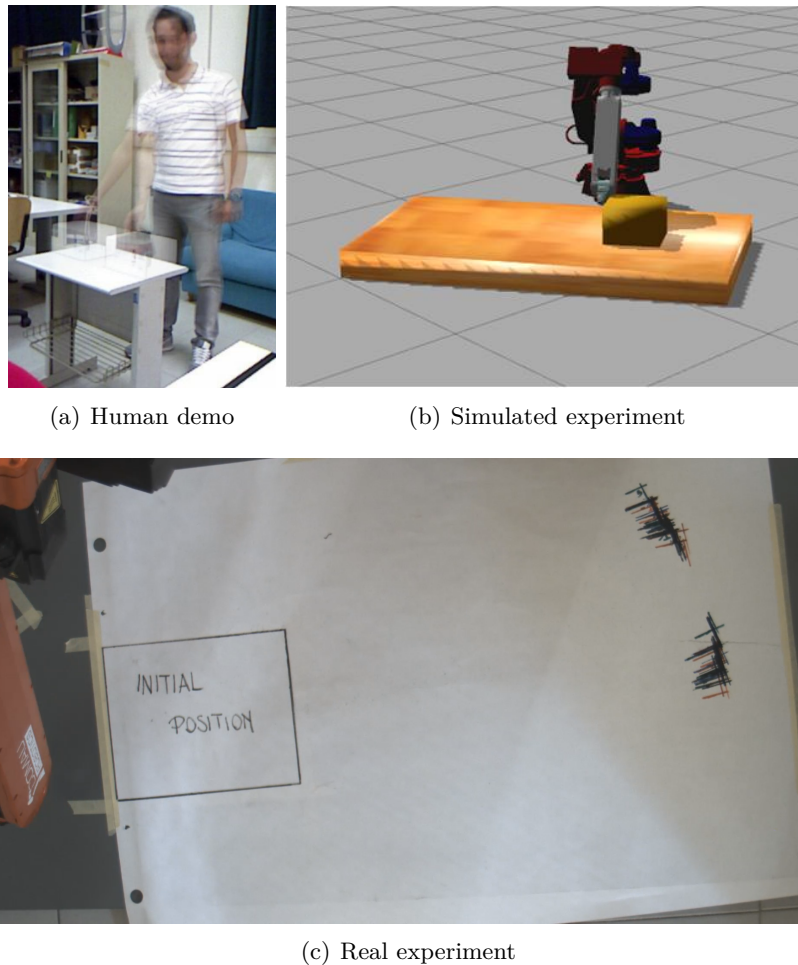 (a) Human demo
(b) Simulated experiment
INITIAL
POSITION
(c) Real experiment